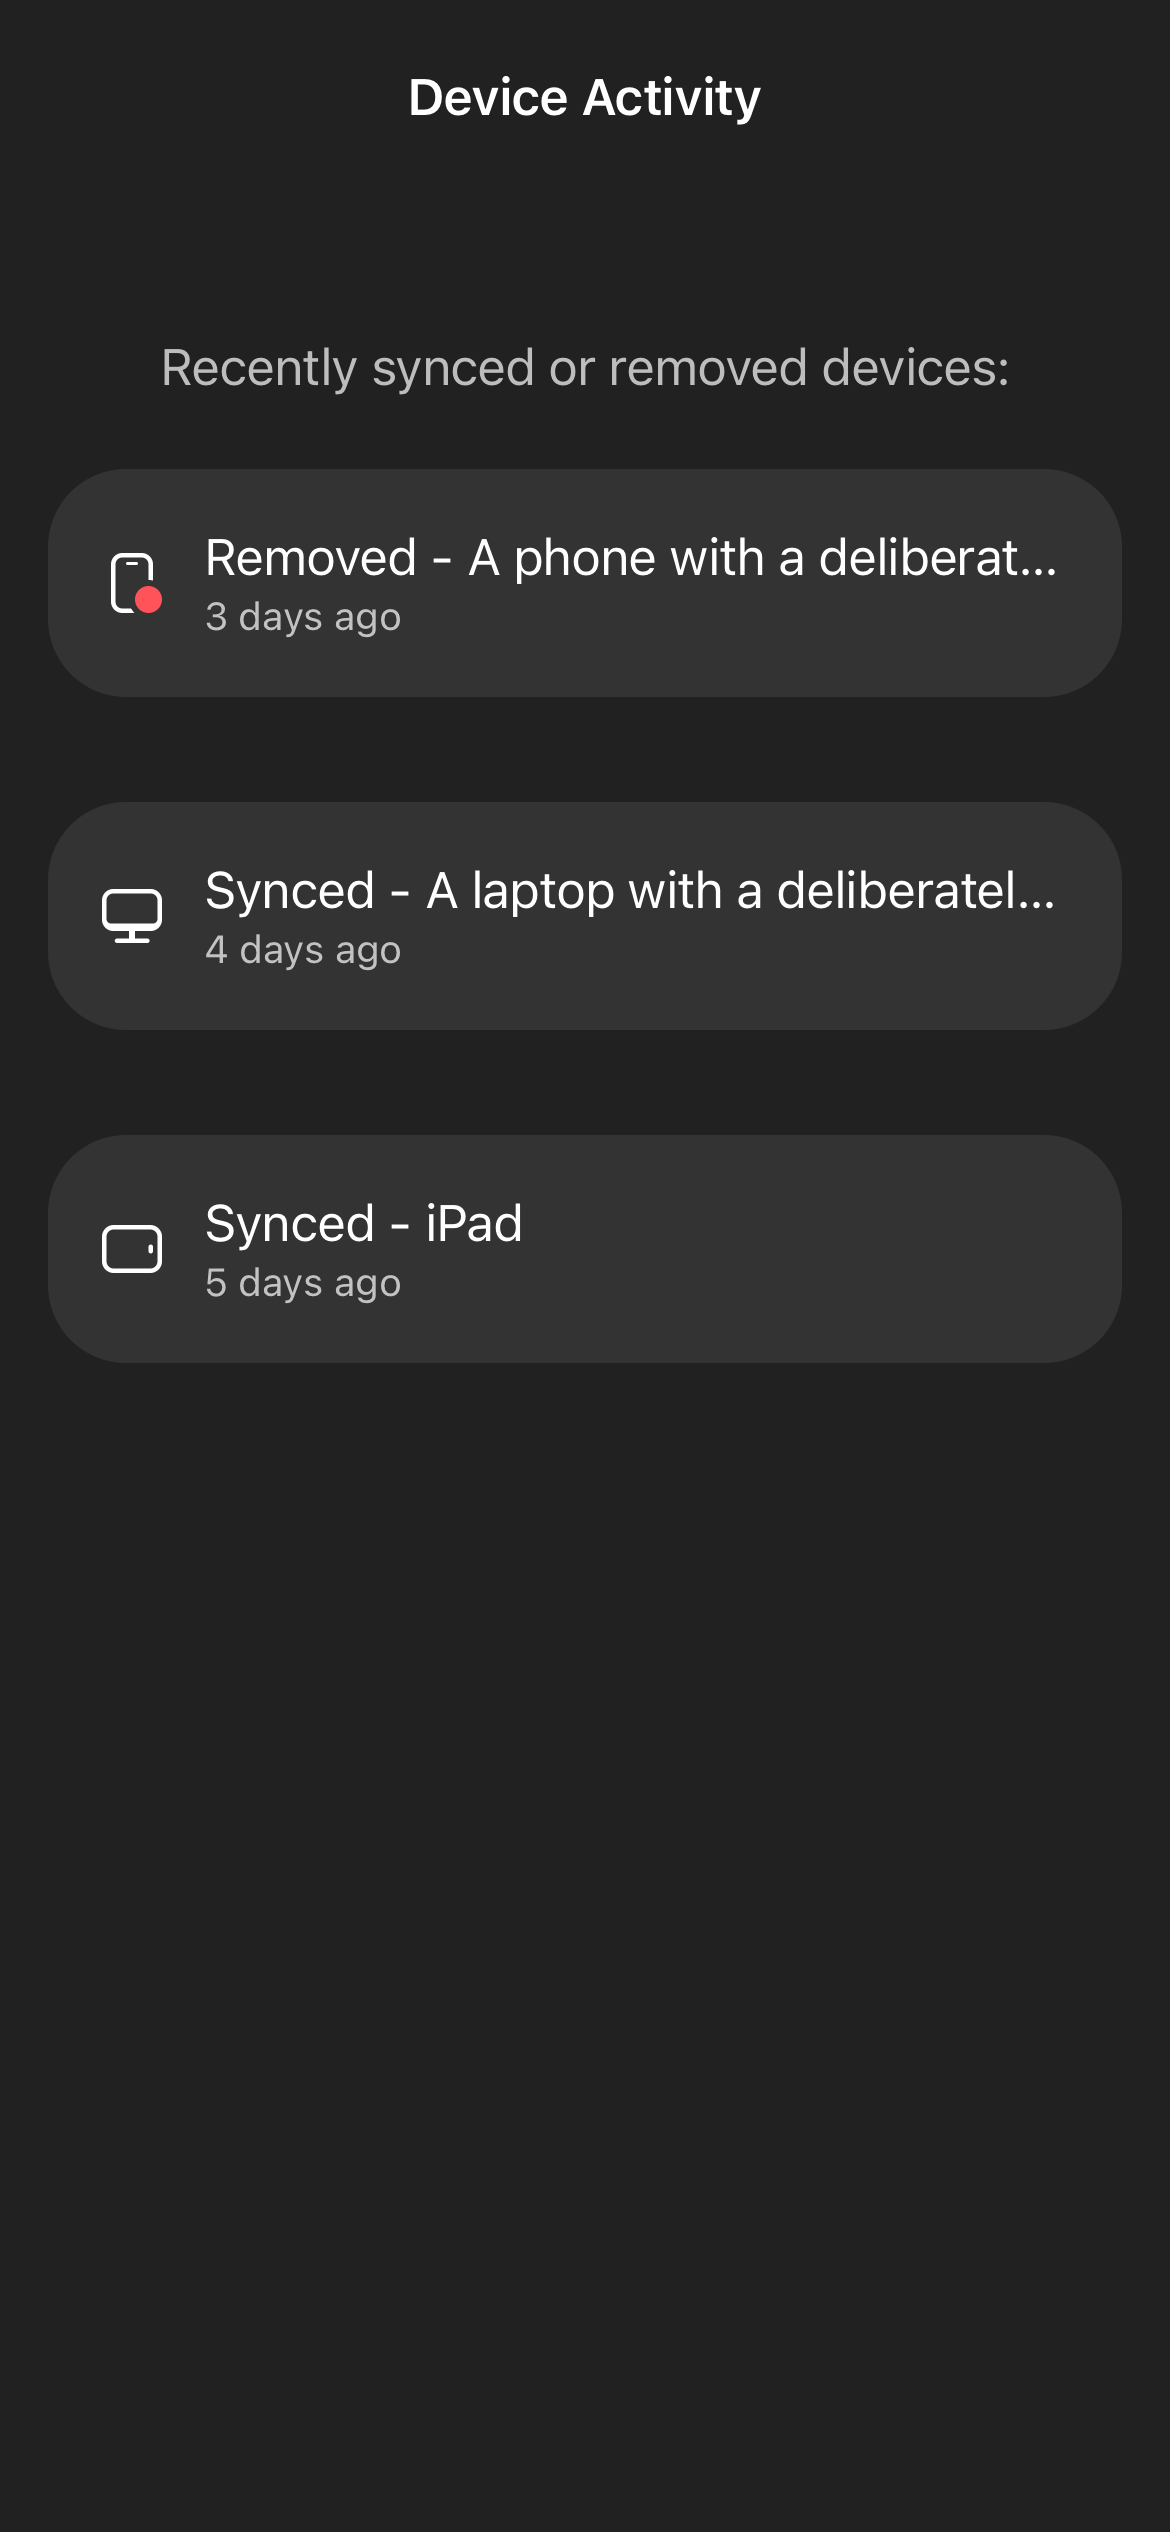 Device Activity
Recently synced or removed devices:
Removed - A phone with a deliberat...
3 days ago
Synced - A laptop with a deliberatel...
4 days ago
Synced - iPad
5 days ago